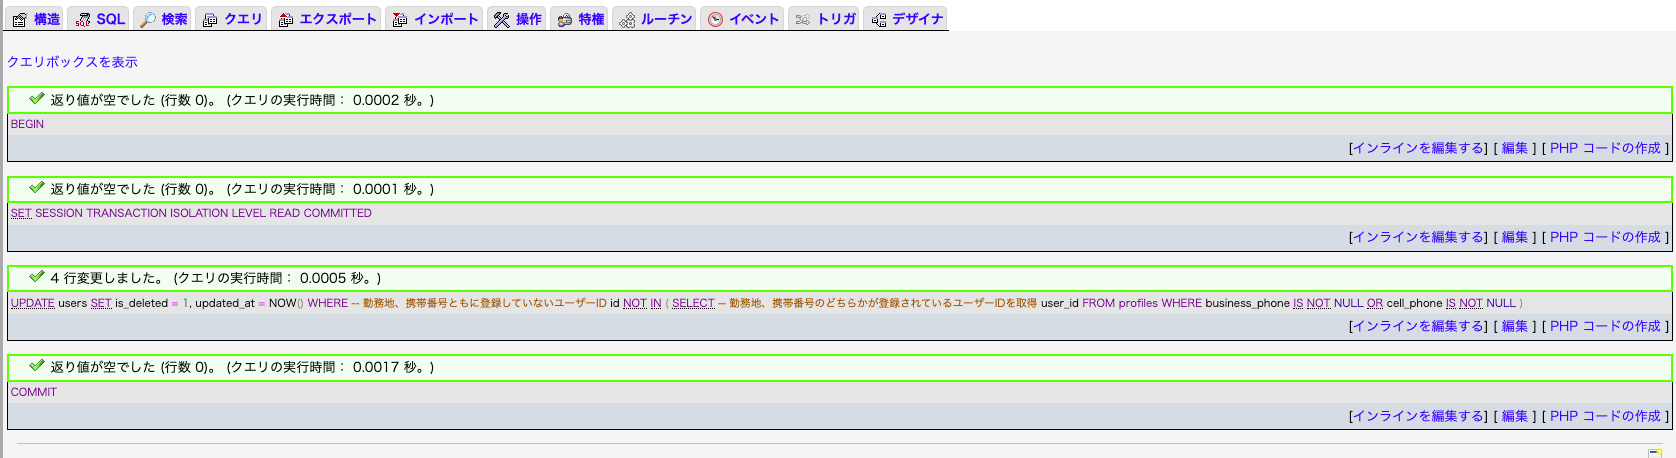 構造 SQL 検索 クエリ エクスポート インポート 操作 特権 ルーチン イベント トリガ デザイナ
クエリボックスを表示
返り値が空でした (行数 0)。 (クエリの実行時間： 0.0002 秒。)
BEGIN
[インラインを編集する] [ 編集 ] [ PHP コードの作成 ]
返り値が空でした (行数 0)。 (クエリの実行時間： 0.0001 秒。)
SET SESSION TRANSACTION ISOLATION LEVEL READ COMMITTED
[インラインを編集する] [ 編集 ] [ PHP コードの作成 ]
4 行変更しました。 (クエリの実行時間： 0.0005 秒。)
UPDATE users SET is_deleted = 1, updated_at = NOW() WHERE -- 勤務地、携帯番号ともに登録していないユーザーID id NOT IN ( SELECT -- 勤務地、携帯番号のどちらかが登録されているユーザーIDを取得 user_id FROM profiles WHERE business_phone IS NOT NULL OR cell_phone IS NOT NULL )
[インラインを編集する] [ 編集 ] [ PHP コードの作成 ]
返り値が空でした (行数 0)。 (クエリの実行時間： 0.0017 秒。)
COMMIT
[インラインを編集する] [ 編集 ] [ PHP コードの作成 ]